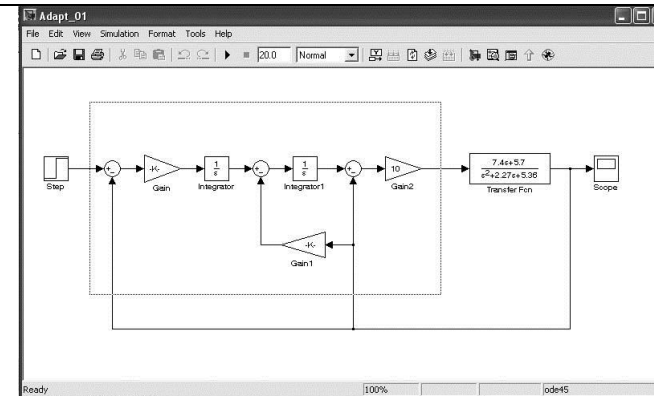 Adapt_01
File Edit View Simulation Format Tools Help
20.0 Normal
Step
+
-
-K-
Gain
1
s
Integrator
+
-
1
s
Integrator1
+
-
10
Gain2
7.4s+5.7
s²+2.27s+5.36
Transfer Fcn
Scope
-K-
Gain1
Ready 100% ode45